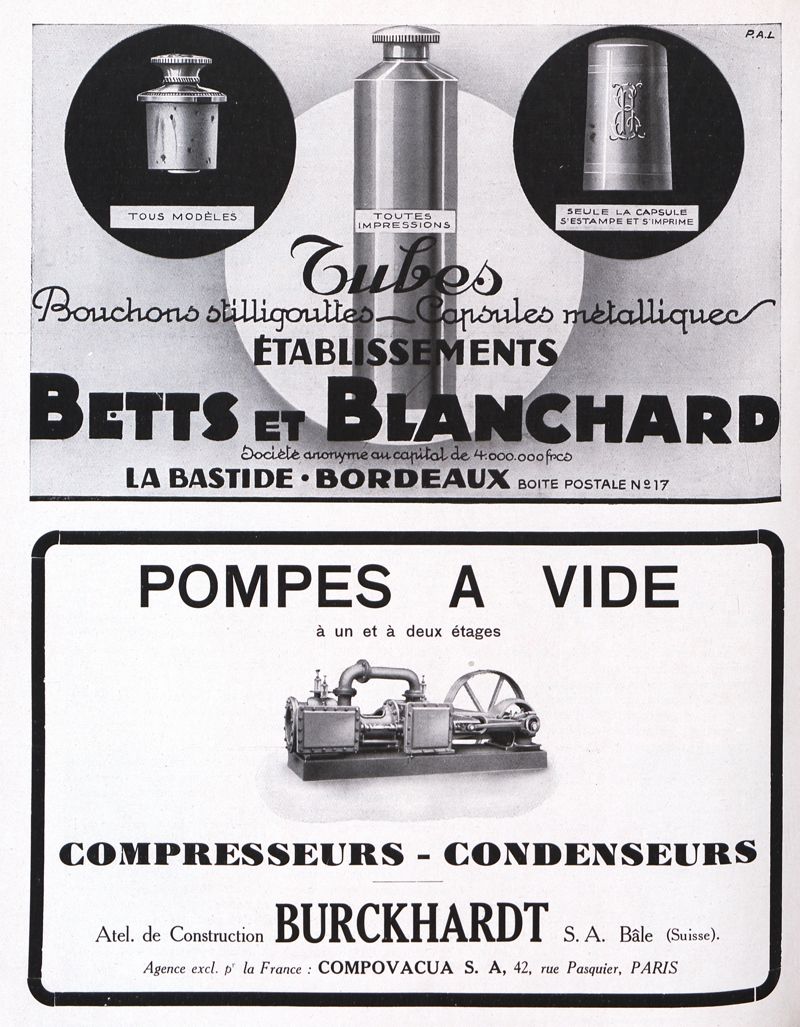 P.A.L
TOUS MODÈLES
TOUTES
IMPRESSIONS
SEULE LA CAPSULE
S'ESTAMPE ET S'IMPRIME
Tubes
Bouchons stilligouttes — Capsules métalliques
ÉTABLISSEMENTS
BETTS ET BLANCHARD
Société anonyme au capital de 4.000.000 frcs
LA BASTIDE • BORDEAUX BOITE POSTALE Nº 17
POMPES A VIDE
à un et à deux étages
COMPRESSEURS - CONDENSEURS
Atel. de Construction BURCKHARDT S. A. Bâle (Suisse).
Agence excl. pr la France : COMPOVACUA S. A, 42, rue Pasquier, PARIS